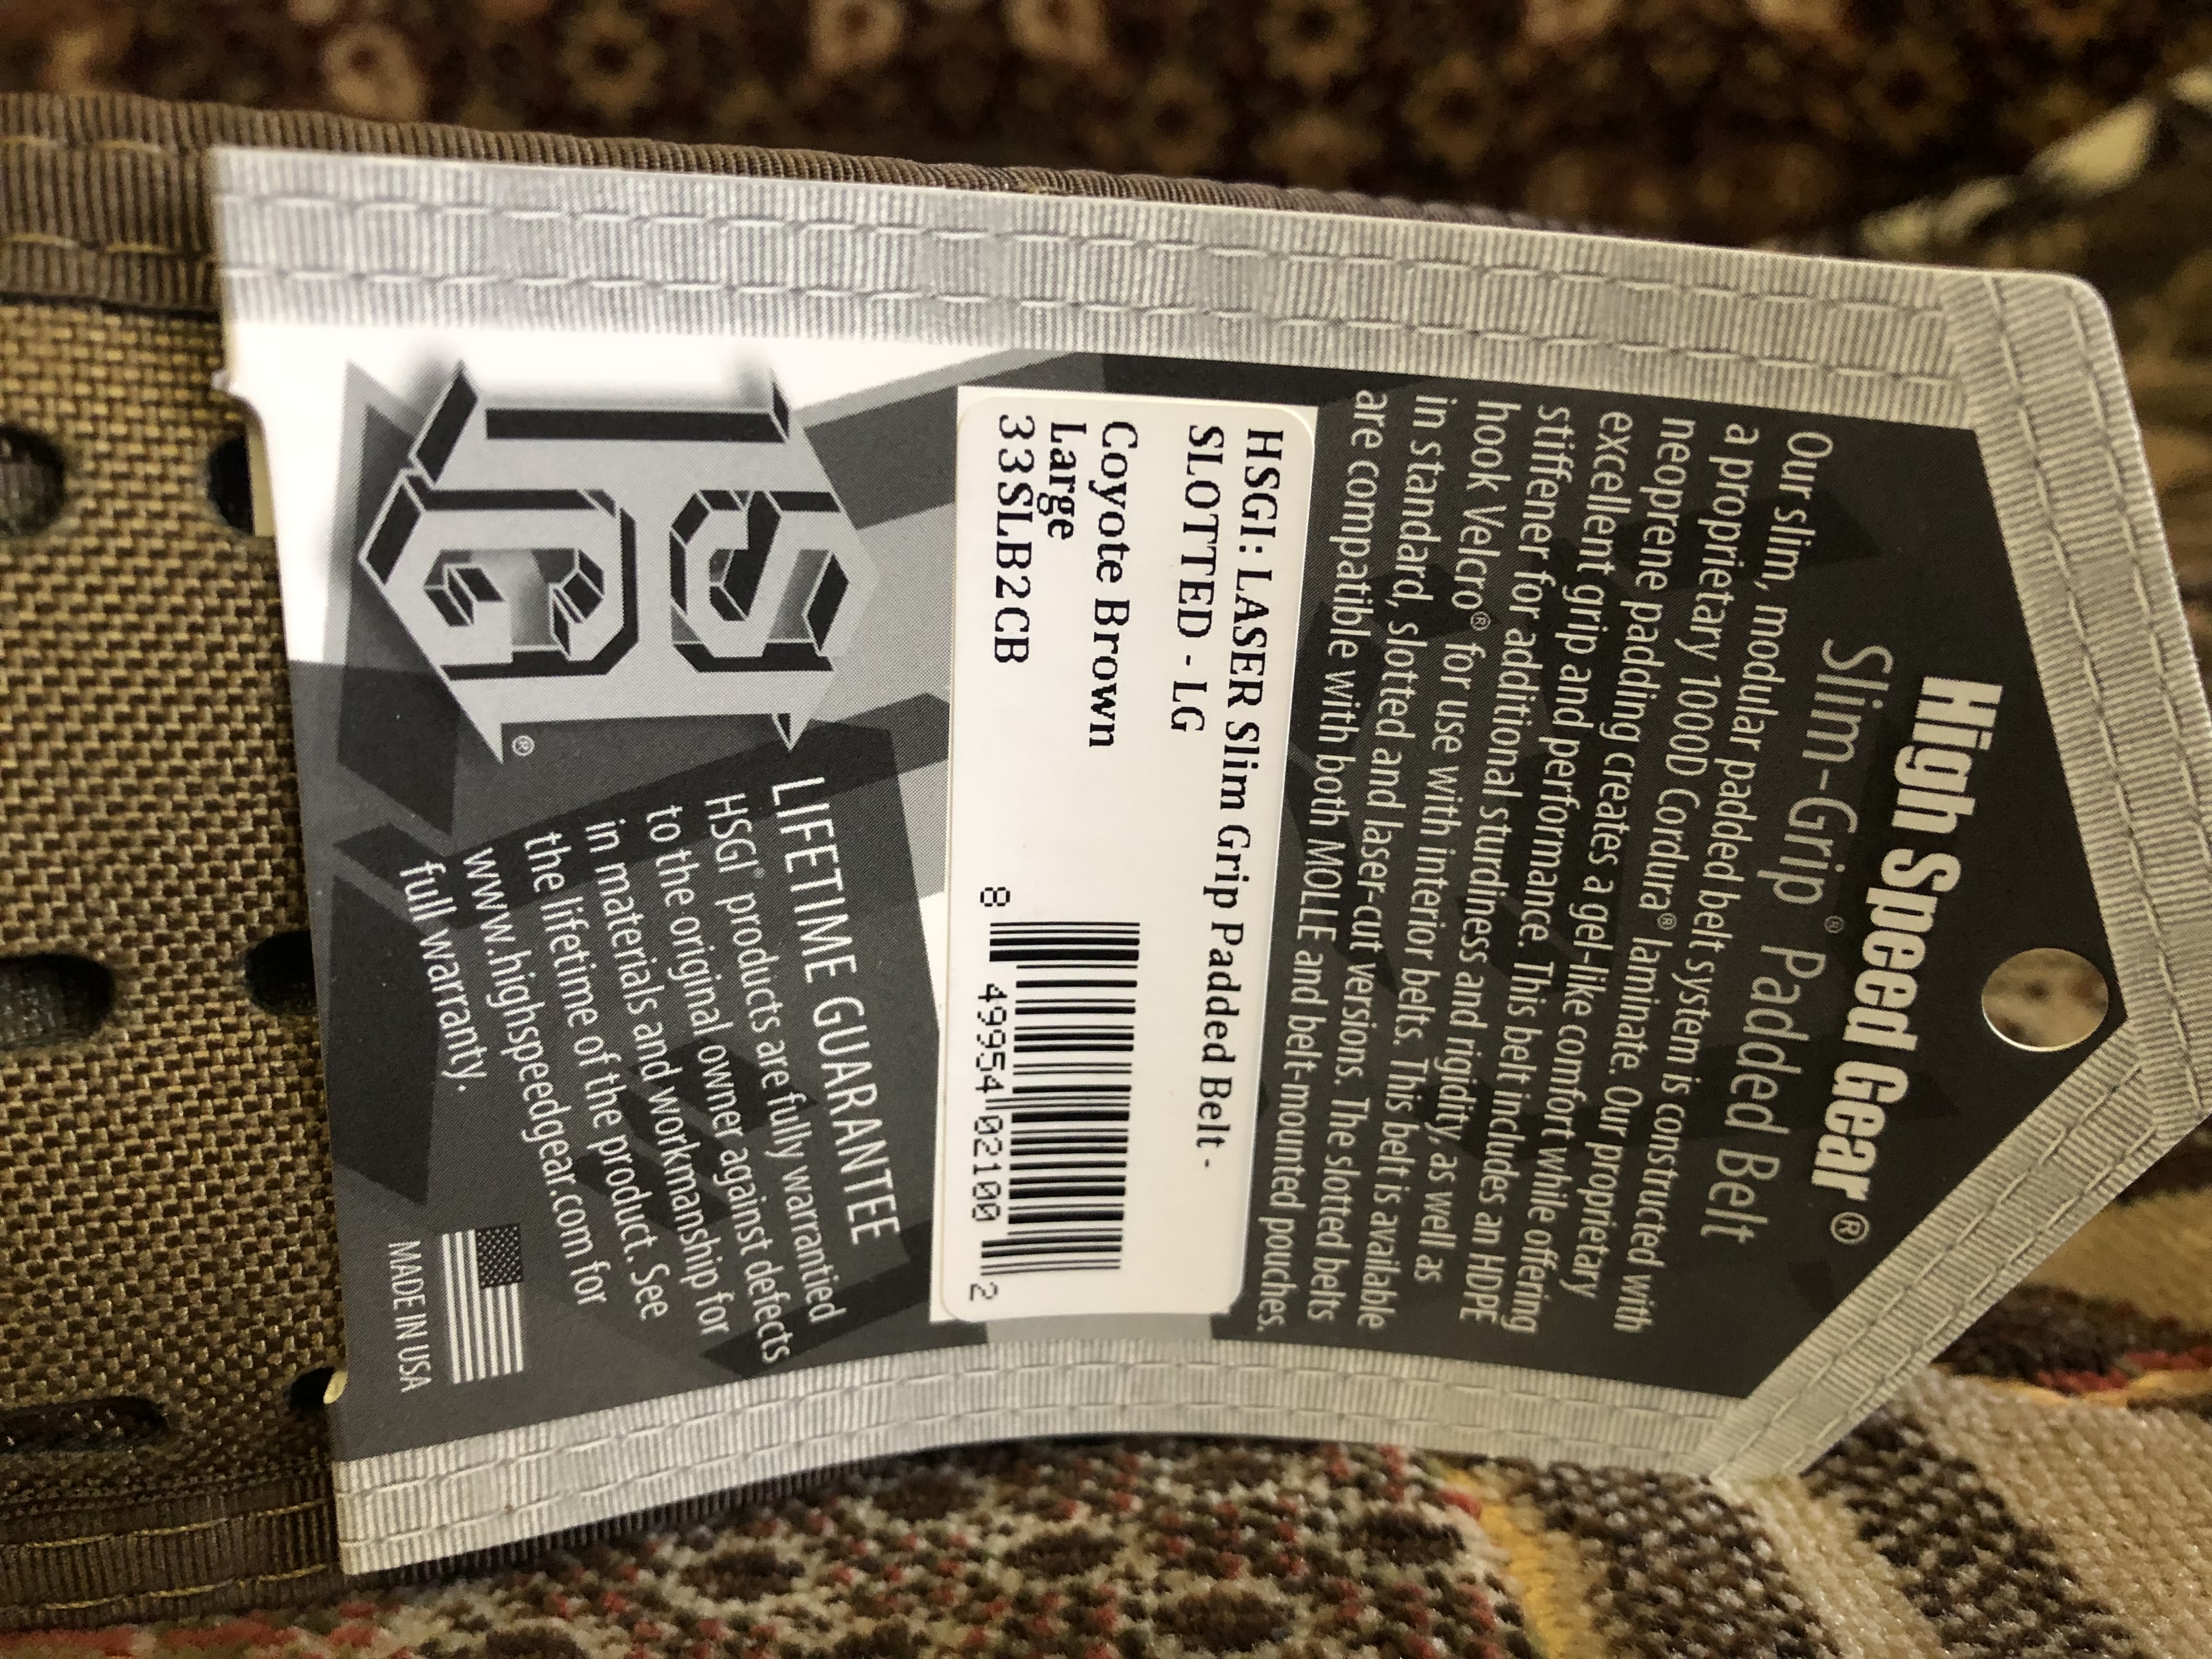 High Speed Gear®
Slim-Grip® Padded Belt
Our slim, modular padded belt system is constructed with
a proprietary 1000D Cordura® laminate. Our proprietary
neoprene padding creates a gel-like comfort while offering
excellent grip and performance. This belt includes an HDPE
stiffener for additional sturdiness and rigidity, as well as
hook Velcro® for use with interior belts. This belt is available
in standard, slotted and laser-cut versions. The slotted belts
are compatible with both MOLLE and belt-mounted pouches.
HSGI: LASER Slim Grip Padded Belt -
SLOTTED - LG
Coyote Brown
Large
33SLB2CB
8 49954 02100 2
HSGI®
LIFETIME GUARANTEE
HSGI® products are fully warrantied
to the original owner against defects
in materials and workmanship for
the lifetime of the product. See
www.highspeedgear.com for
full warranty.
MADE IN USA